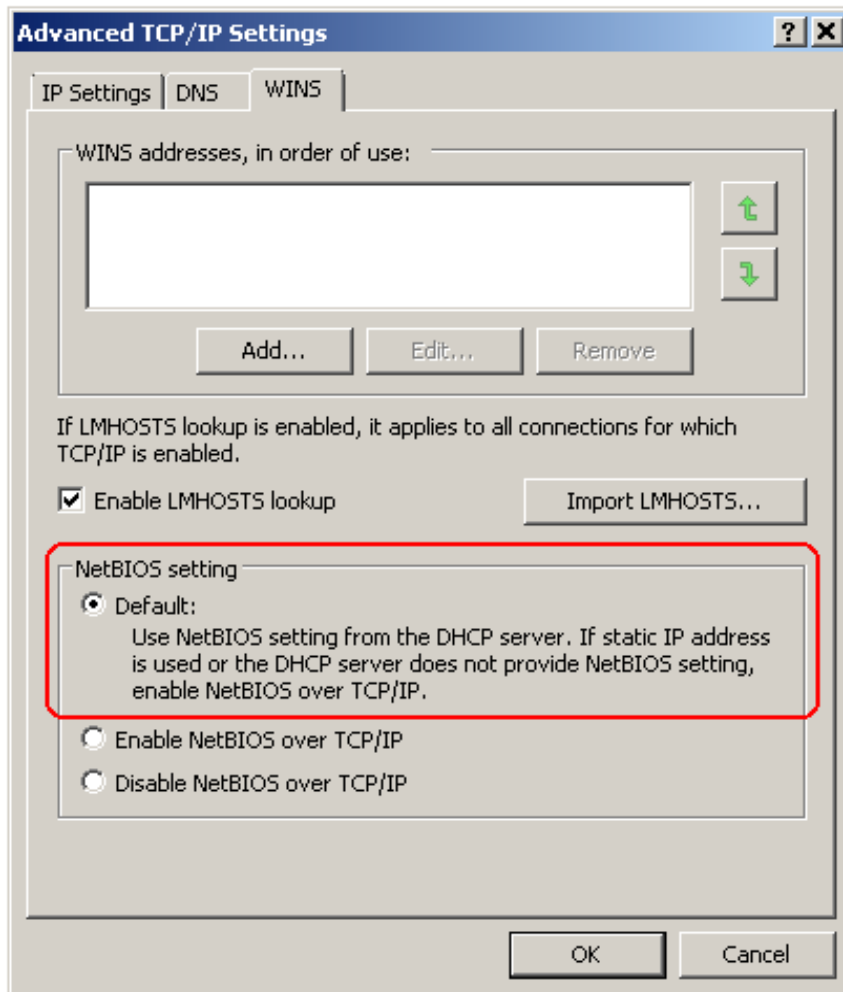 Advanced TCP/IP Settings
IP Settings DNS WINS
WINS addresses, in order of use:
Add... Edit... Remove
If LMHOSTS lookup is enabled, it applies to all connections for which
TCP/IP is enabled.
Enable LMHOSTS lookup Import LMHOSTS...
NetBIOS setting
Default:
Use NetBIOS setting from the DHCP server. If static IP address
is used or the DHCP server does not provide NetBIOS setting,
enable NetBIOS over TCP/IP.
Enable NetBIOS over TCP/IP
Disable NetBIOS over TCP/IP
OK Cancel